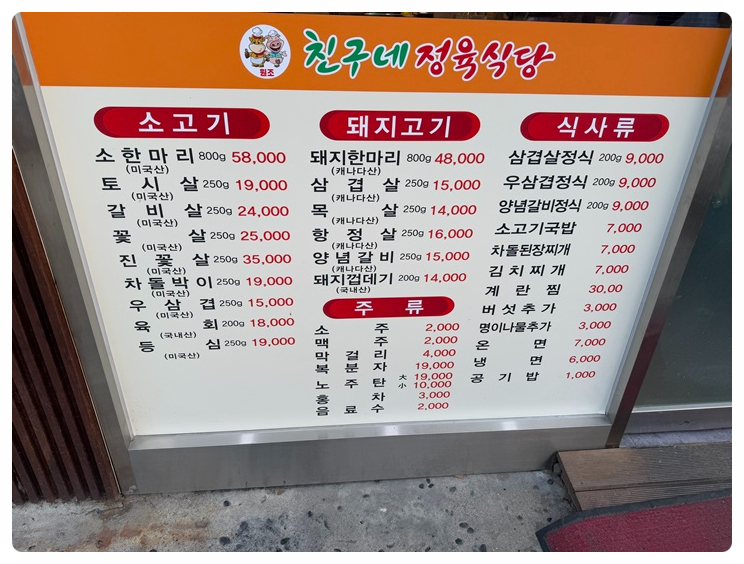 원조
친구네 정육식당
소고기
소한마리 800g 58,000
(미국산)
토시살 250g 19,000
(미국산)
갈비살 250g 24,000
(미국산)
꽃살 250g 25,000
(미국산)
진꽃살 250g 35,000
(미국산)
차돌박이 250g 19,000
(미국산)
우삼겹 250g 15,000
(미국산)
육회 200g 18,000
(국내산)
등심 250g 19,000
(미국산)
돼지고기
돼지한마리 800g 48,000
(캐나다산)
삼겹살 250g 15,000
(캐나다산)
목살 250g 14,000
(캐나다산)
항정살 250g 16,000
(캐나다산)
양념갈비 250g 15,000
(캐나다산)
돼지껍데기 200g 14,000
(국내산)
주류
소주 2,000
맥주 2,000
막걸리 4,000
복분자 19,000
노주탄 大 19,000
小 10,000
홍차 3,000
음료수 2,000
식사류
삼겹살정식 200g 9,000
우삼겹정식 200g 9,000
양념갈비정식 200g 9,000
소고기국밥 7,000
차돌된장찌개 7,000
김치찌개 7,000
계란찜 30,00
버섯추가 3,000
명이나물추가 3,000
온면 7,000
냉면 6,000
공기밥 1,000